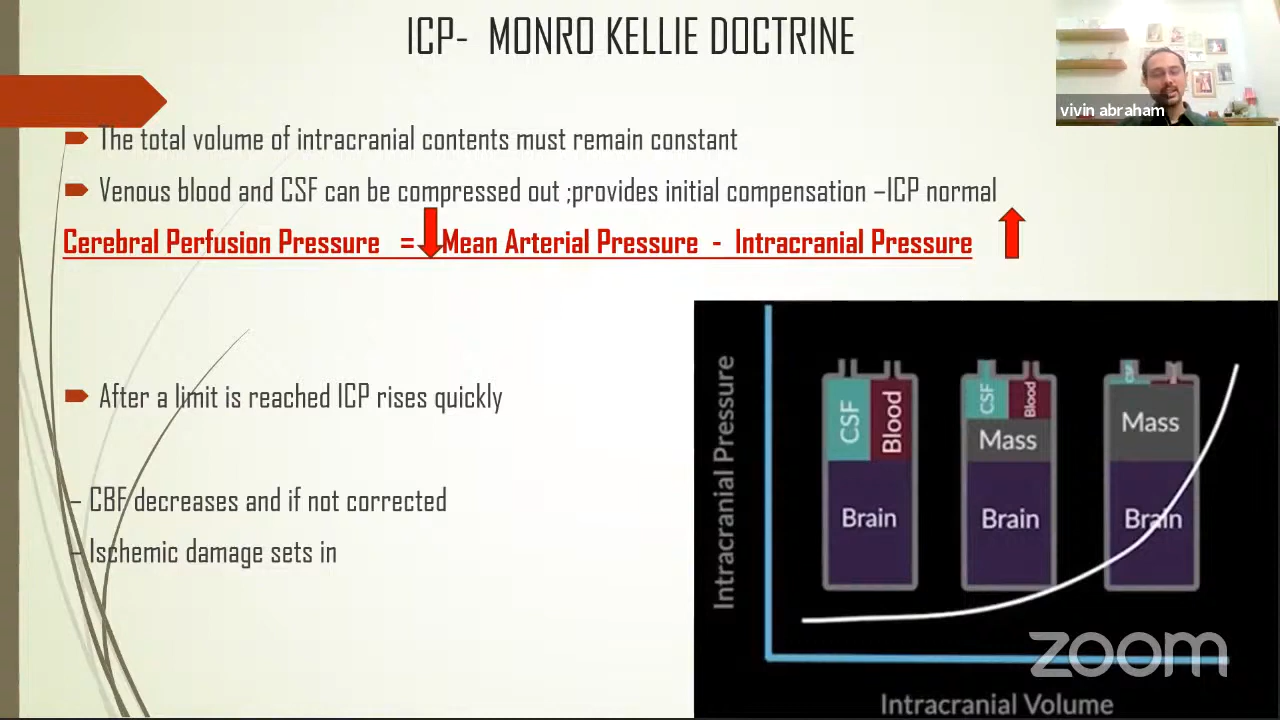 ICP- MONRO KELLIE DOCTRINE
vivin abraham
The total volume of intracranial contents must remain constant
Venous blood and CSF can be compressed out ;provides initial compensation –ICP normal
Cerebral Perfusion Pressure = Mean Arterial Pressure - Intracranial Pressure
After a limit is reached ICP rises quickly
– CBF decreases and if not corrected
– Ischemic damage sets in
Intracranial Pressure
CSF
Blood
Brain
CSF
Blood
Mass
Brain
CSF
Mass
Brain
zoom
Intracranial Volume